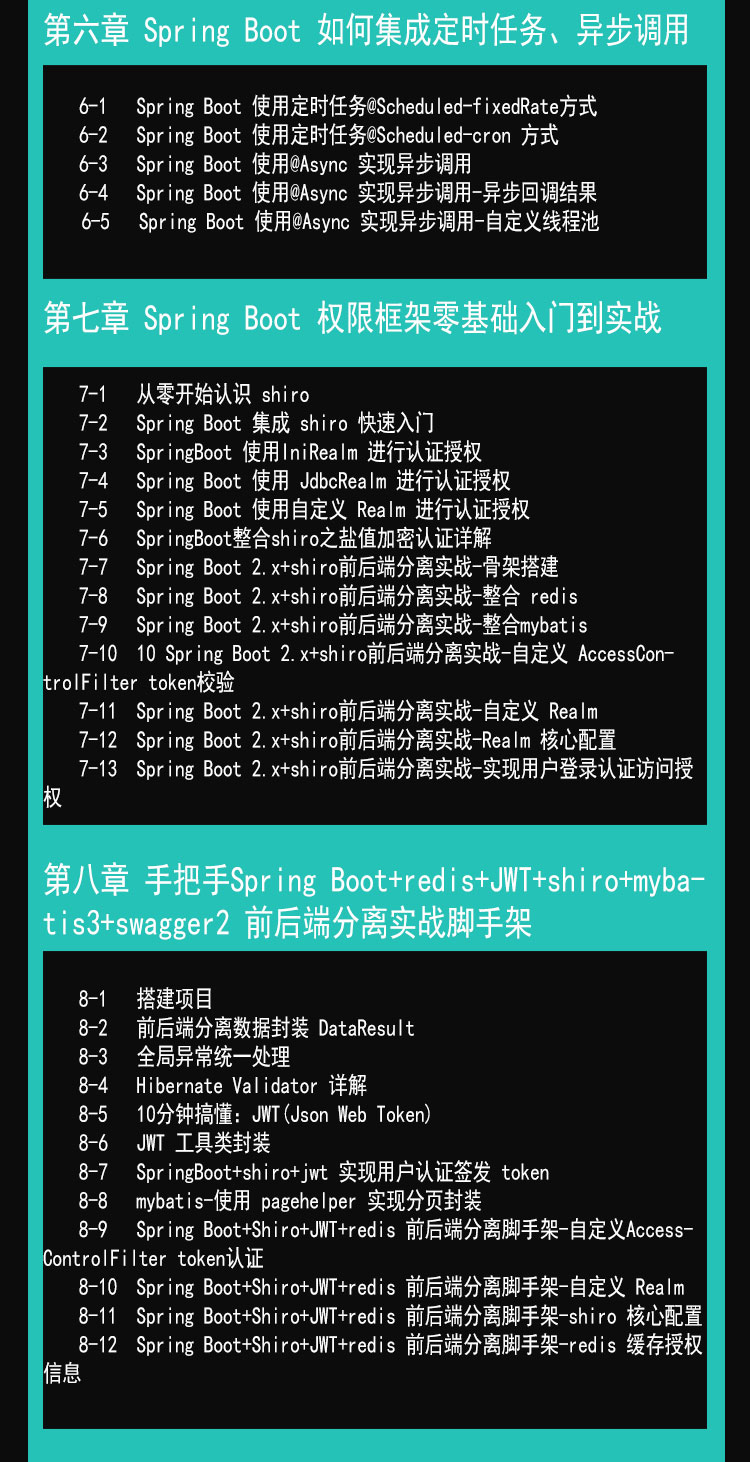 第六章 Spring Boot 如何集成定时任务、异步调用
6-1 Spring Boot 使用定时任务@Scheduled-fixedRate方式
6-2 Spring Boot 使用定时任务@Scheduled-cron 方式
6-3 Spring Boot 使用@Async 实现异步调用
6-4 Spring Boot 使用@Async 实现异步调用-异步回调结果
6-5 Spring Boot 使用@Async 实现异步调用-自定义线程池
第七章 Spring Boot 权限框架零基础入门到实战
7-1 从零开始认识 shiro
7-2 Spring Boot 集成 shiro 快速入门
7-3 SpringBoot 使用IniRealm 进行认证授权
7-4 Spring Boot 使用 JdbcRealm 进行认证授权
7-5 Spring Boot 使用自定义 Realm 进行认证授权
7-6 SpringBoot整合shiro之盐值加密认证详解
7-7 Spring Boot 2.x+shiro前后端分离实战-骨架搭建
7-8 Spring Boot 2.x+shiro前后端分离实战-整合 redis
7-9 Spring Boot 2.x+shiro前后端分离实战-整合mybatis
7-10 10 Spring Boot 2.x+shiro前后端分离实战-自定义 AccessCon-
trolFilter token校验
7-11 Spring Boot 2.x+shiro前后端分离实战-自定义 Realm
7-12 Spring Boot 2.x+shiro前后端分离实战-Realm 核心配置
7-13 Spring Boot 2.x+shiro前后端分离实战-实现用户登录认证访问授
权
第八章 手把手Spring Boot+redis+JWT+shiro+myba-
tis3+swagger2 前后端分离实战脚手架
8-1 搭建项目
8-2 前后端分离数据封装 DataResult
8-3 全局异常统一处理
8-4 Hibernate Validator 详解
8-5 10分钟搞懂：JWT(Json Web Token)
8-6 JWT 工具类封装
8-7 SpringBoot+shiro+jwt 实现用户认证签发 token
8-8 mybatis-使用 pagehelper 实现分页封装
8-9 Spring Boot+Shiro+JWT+redis 前后端分离脚手架-自定义Access-
ControlFilter token认证
8-10 Spring Boot+Shiro+JWT+redis 前后端分离脚手架-自定义 Realm
8-11 Spring Boot+Shiro+JWT+redis 前后端分离脚手架-shiro 核心配置
8-12 Spring Boot+Shiro+JWT+redis 前后端分离脚手架-redis 缓存授权
信息